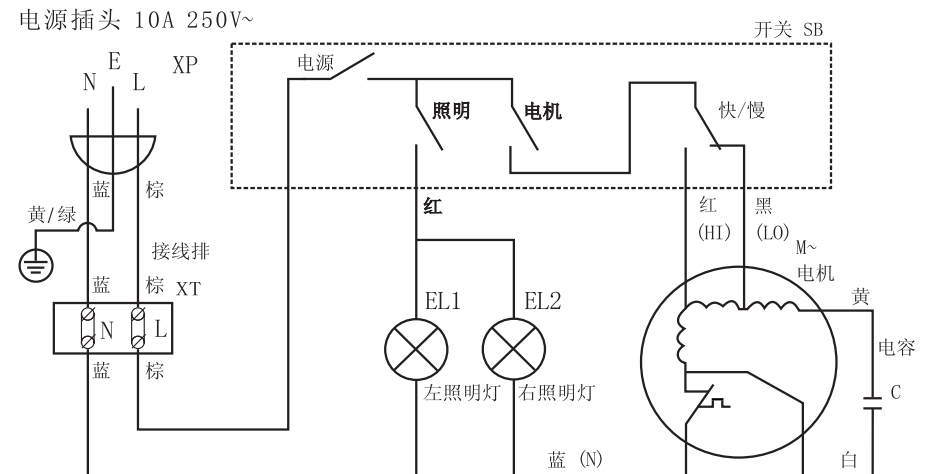 电源插头 10A 250V~
开关 SB
E
XP
电源
N
L
照明
电机
快/慢
蓝
棕
黄/绿
红
红
黑
(HI)
(LO)
接线排
M~
电机
蓝
棕
XT
EL1
EL2
黄
N
L
电容
蓝
棕
左照明灯
右照明灯
C
蓝 (N)
白